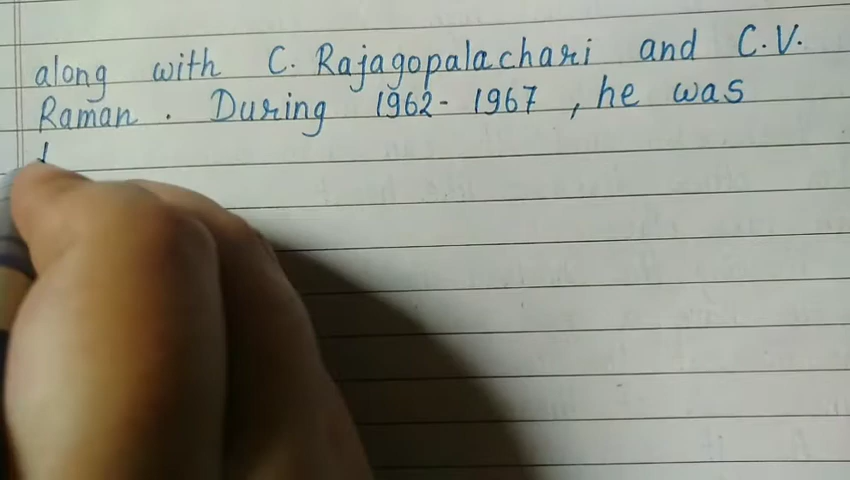 along with C. Rajagopalachari and C.V.
Raman . During 1962- 1967 , he was